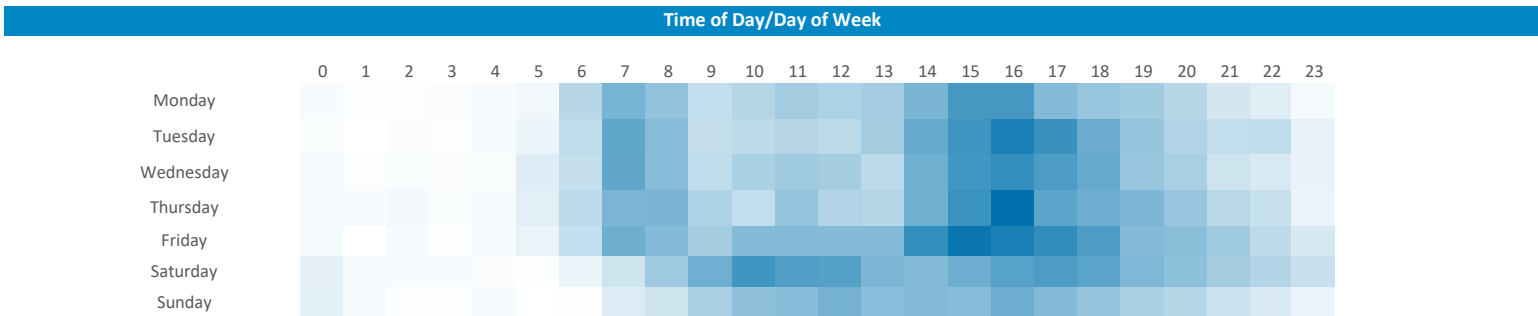 Time of Day/Day of Week
0 1 2 3 4 5 6 7 8 9 10 11 12 13 14 15 16 17 18 19 20 21 22 23
Monday
Tuesday
Wednesday
Thursday
Friday
Saturday
Sunday